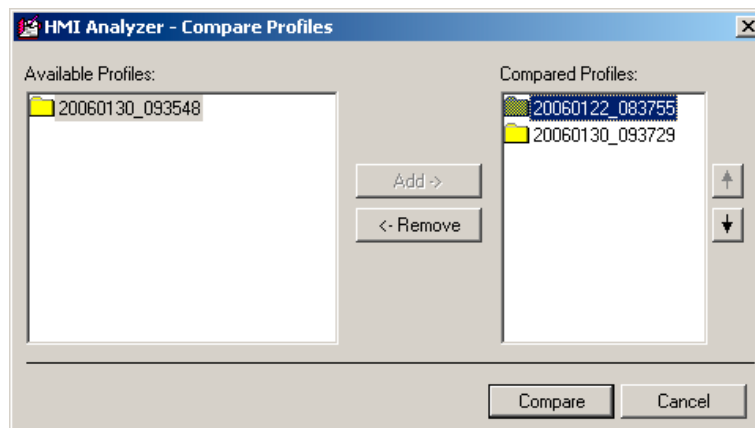 HMI Analyzer - Compare Profiles
Available Profiles:
20060130_093548
Add ->
<- Remove
Compared Profiles:
20060122_083755
20060130_093729
Compare
Cancel